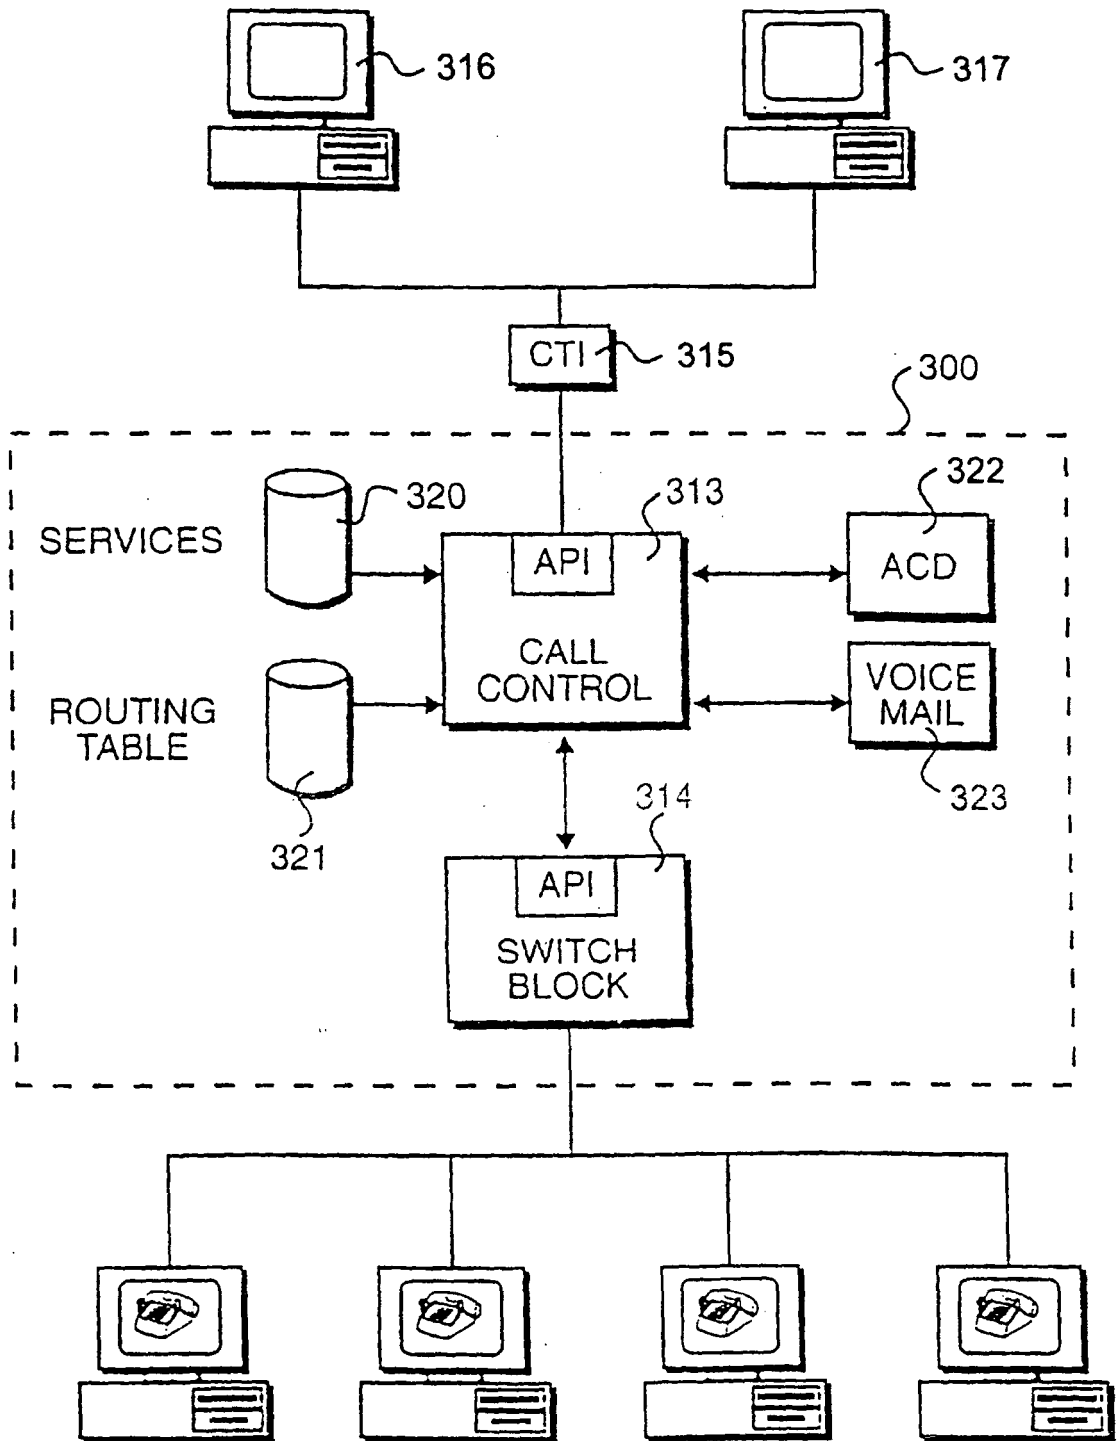 316
317
CTI
315
300
SERVICES
320
313
322
API
ACD
CALL
CONTROL
ROUTING
TABLE
VOICE
MAIL
321
314
323
API
SWITCH
BLOCK